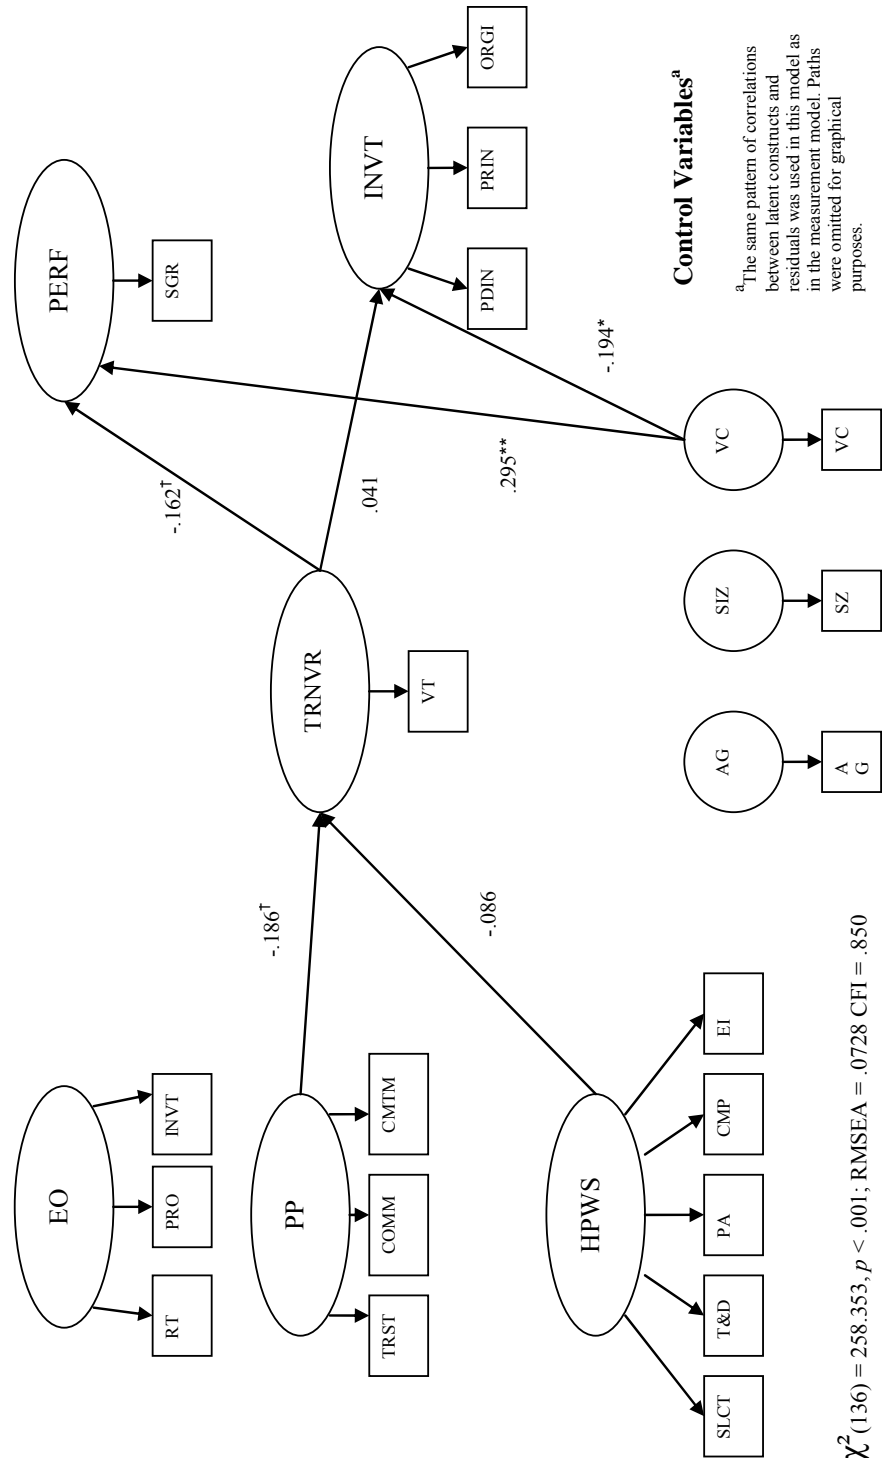 EO
RT
PRO
INVT
PP
TRST
COMM
CMTM
HPWS
SLCT
T&D
PA
CMP
EI
-.186†
-.086
TRNVR
VT
-.162†
.041
.295**
-.194*
PERF
SGR
INVT
PDIN
PRIN
ORGI
AG
A
G
SIZ
SZ
VC
VC
Control Variablesᵃ
ᵃThe same pattern of correlations
between latent constructs and
residuals was used in this model as
in the measurement model. Paths
were omitted for graphical
purposes.
χ² (136) = 258.353, p < .001; RMSEA = .0728 CFI = .850